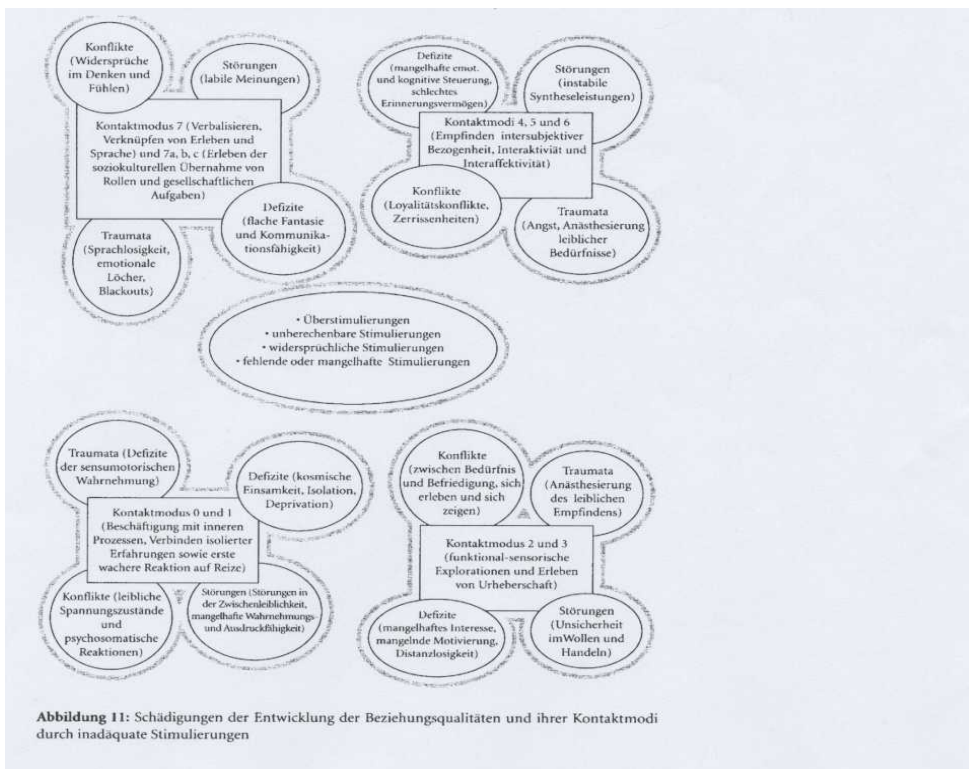 Konflikte
(Widersprüche
im Denken und
Fühlen)
Störungen
(labile Meinungen)
Kontaktmodus 7 (Verbalisieren,
Verknüpfen von Erleben und
Sprache) und 7a, b, c (Erleben der
soziokulturellen Übernahme von
Rollen und gesellschaftlichen
Aufgaben)
Traumata
(Sprachlosigkeit,
emotionale
Löcher,
Blackouts)
Defizite
(flache Fantasie
und Kommunika-
tionsfähigkeit)
Defizite
(mangelhafte emot.
und kognitive Steuerung,
schlechtes
Erinnerungsvermögen)
Störungen
(instabile
Syntheseleistungen)
Kontaktmodi 4, 5 und 6
(Empfinden intersubjektiver
Bezogenheit, Interaktiviät und
Interaffektivität)
Konflikte
(Loyalitätskonflikte,
Zerrissenheiten)
Traumata
(Angst, Anästhesierung
leiblicher
Bedürfnisse)
• Überstimulierungen
• unberechenbare Stimulierungen
• widersprüchliche Stimulierungen
• fehlende oder mangelhafte Stimulierungen
Traumata (Defizite
der sensumotorischen
Wahrnehmung)
Defizite (kosmische
Einsamkeit, Isolation,
Deprivation)
Kontaktmodus 0 und 1
(Beschäftigung mit inneren
Prozessen, Verbinden isolierter
Erfahrungen sowie erste
wachere Reaktion auf Reize)
Konflikte (leibliche
Spannungszustände
und
psychosomatische
Reaktionen)
Störungen (Störungen in
der Zwischenleiblichkeit,
mangelhafte Wahrnehmungs-
und Ausdruckfähigkeit)
Konflikte
(zwischen Bedürfnis
und Befriedigung, sich
erleben und sich
zeigen)
Traumata
(Anästhesierung
des leiblichen
Empfindens)
Kontaktmodus 2 und 3
(funktional-sensorische
Explorationen und Erleben
von Urheberschaft)
Defizite
(mangelhaftes Interesse,
mangelnde Motivierung,
Distanzlosigkeit)
Störungen
(Unsicherheit
imWollen und
Handeln)
Abbildung 11: Schädigungen der Entwicklung der Beziehungsqualitäten und ihrer Kontaktmodi
durch inadäquate Stimulierungen